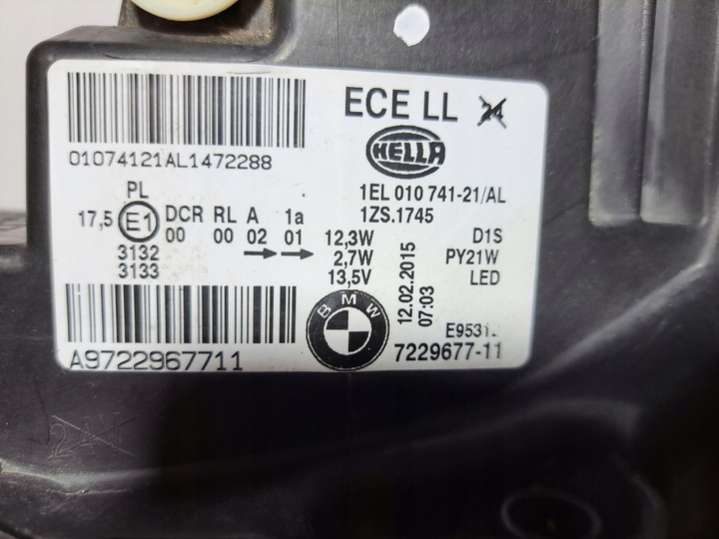 ECE LL 24
HELLA
01074121AL1472288
1EL 010 741-21/AL
1ZS.1745
PL
17,5 E1 DCR RL A 1a
00 00 02 01
3132
3133
12,3W D1S
2,7W PY21W
13,5V LED
12.02.2015
07:03
BMW
A9722967711
7229677-11